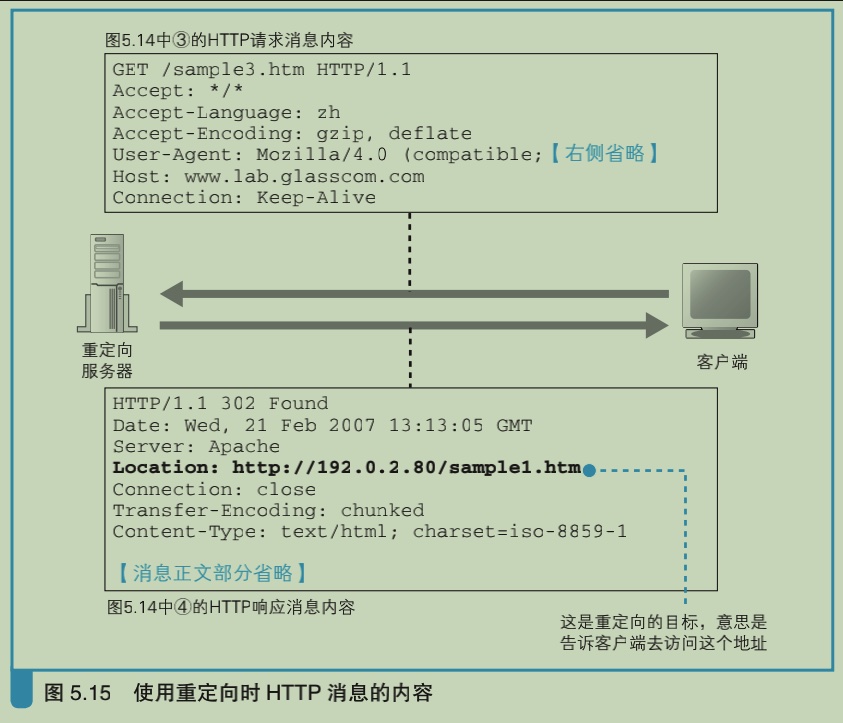 图5.14中③的HTTP请求消息内容
GET /sample3.htm HTTP/1.1
Accept: */*
Accept-Language: zh
Accept-Encoding: gzip, deflate
User-Agent: Mozilla/4.0 (compatible;【右侧省略】
Host: www.lab.glasscom.com
Connection: Keep-Alive
重定向
服务器
客户端
HTTP/1.1 302 Found
Date: Wed, 21 Feb 2007 13:13:05 GMT
Server: Apache
Location: http://192.0.2.80/sample1.htm
Connection: close
Transfer-Encoding: chunked
Content-Type: text/html; charset=iso-8859-1
【消息正文部分省略】
图5.14中④的HTTP响应消息内容
这是重定向的目标，意思是
告诉客户端去访问这个地址
图 5.15 使用重定向时 HTTP 消息的内容